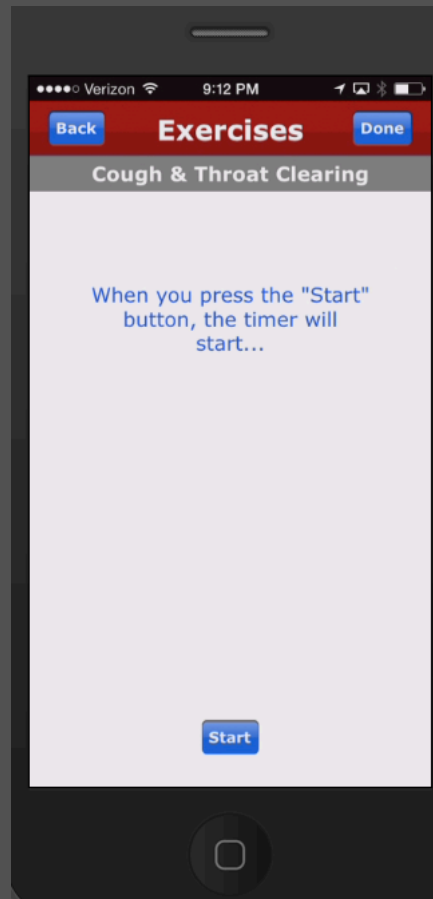 Verizon 9:12 PM
Back Exercises Done
Cough & Throat Clearing
When you press the "Start"
button, the timer will
start...
Start